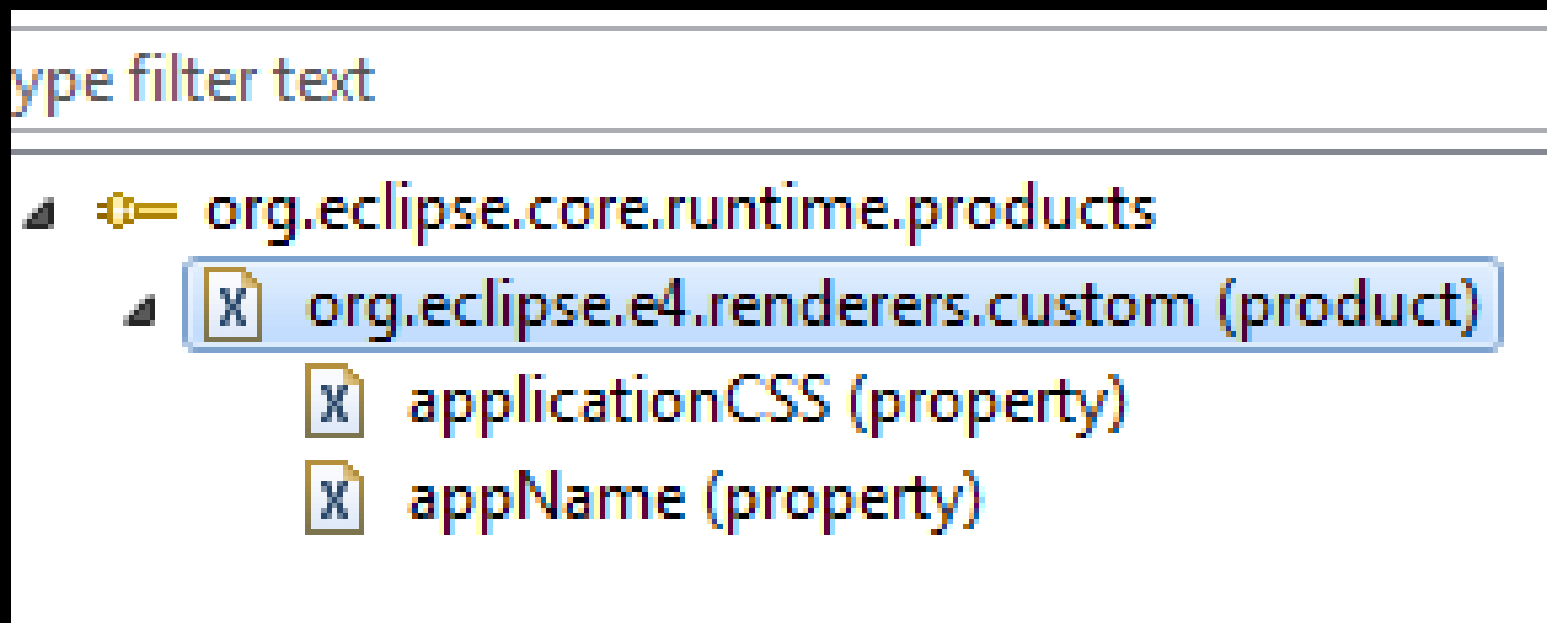 ype filter text
org.eclipse.core.runtime.products
org.eclipse.e4.renderers.custom (product)
applicationCSS (property)
appName (property)